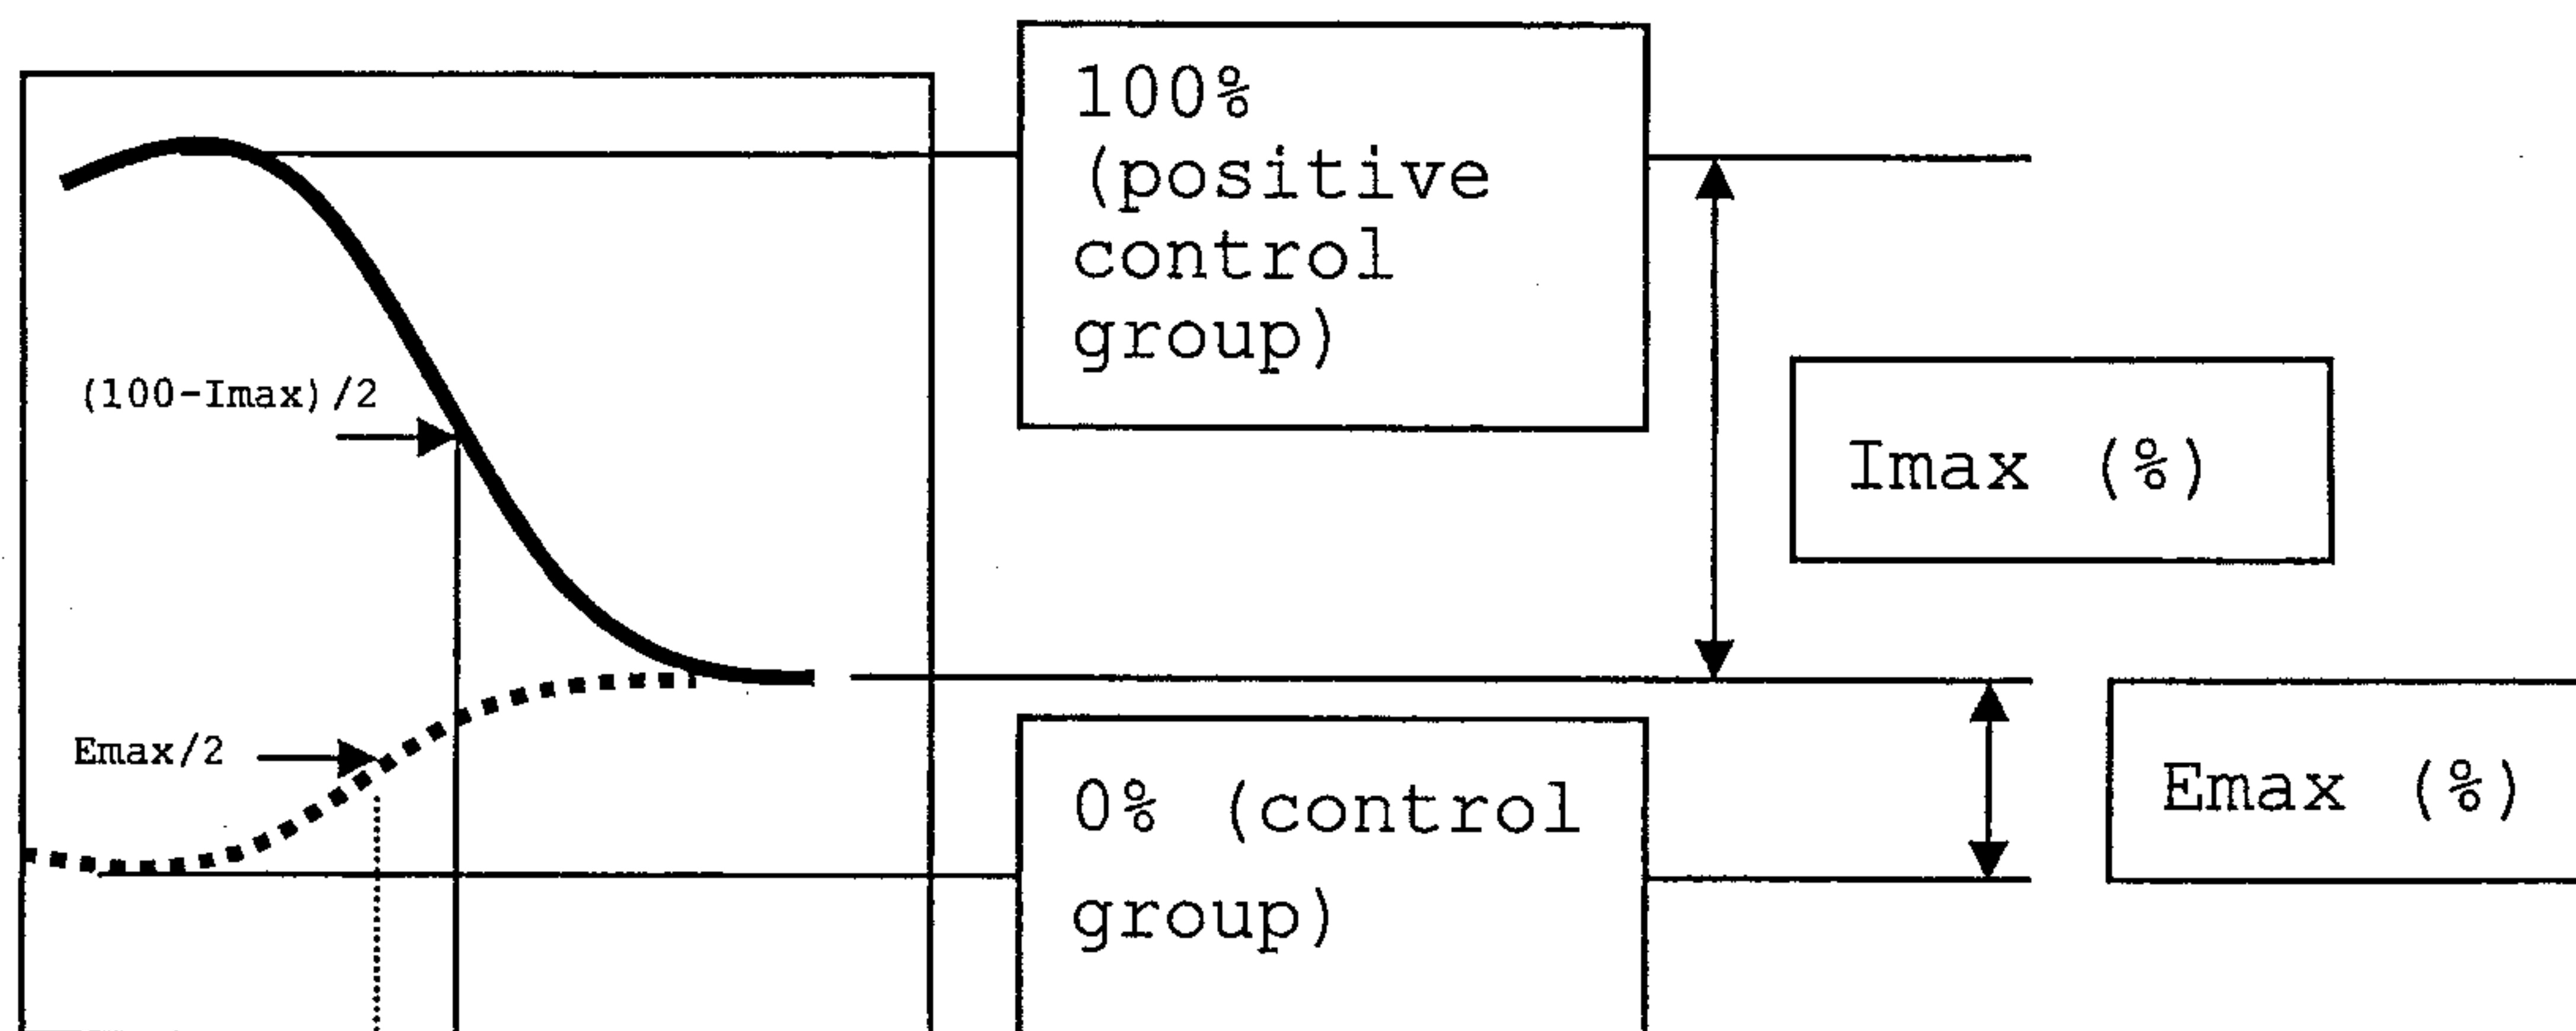 100%
(positive
control
group)
(100-Imax)/2
Imax (%)
Emax/2
Emax (%)
0% (control
group)